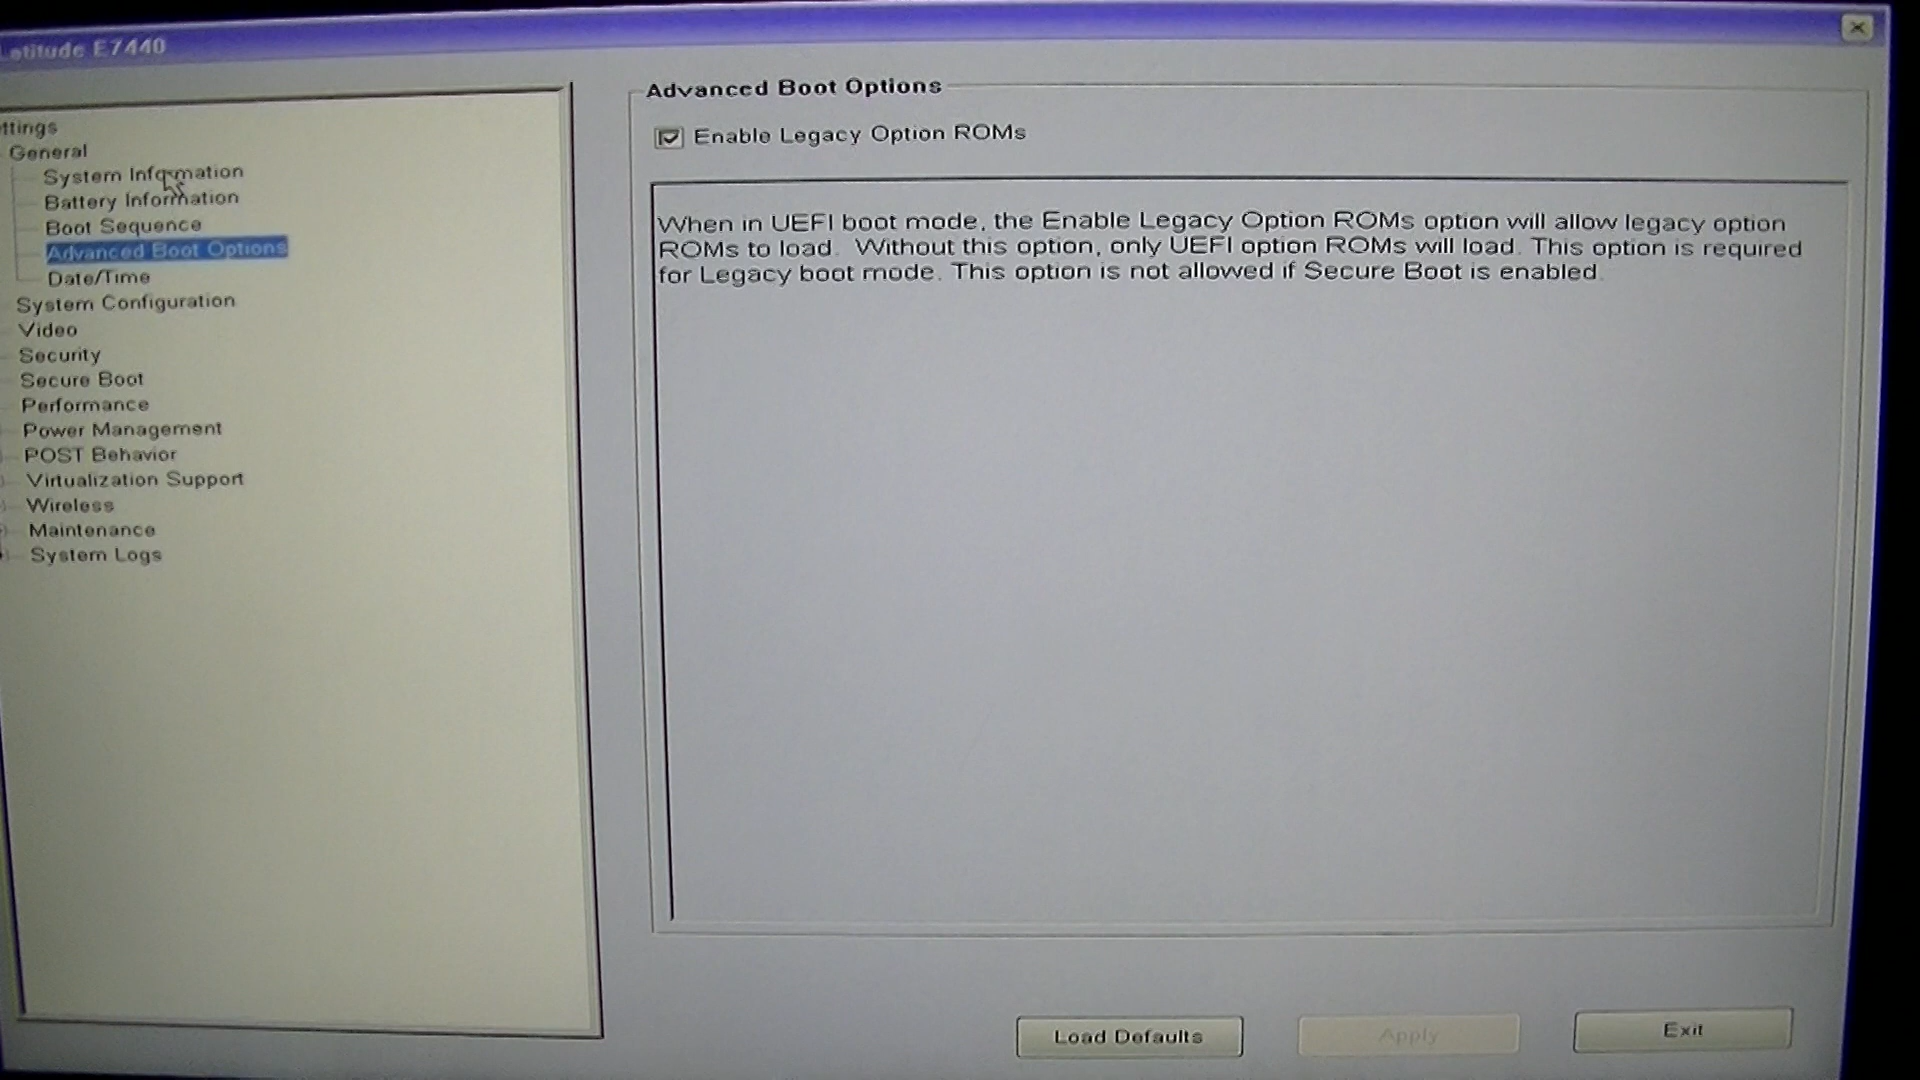 Latitude E7440
ttings
General
System Information
Battery Information
Boot Sequence
Advanced Boot Options
Date/Time
System Configuration
Video
Security
Secure Boot
Performance
Power Management
POST Behavior
Virtualization Support
Wireless
Maintenance
System Logs
Advanced Boot Options
Enable Legacy Option ROMs
When in UEFI boot mode, the Enable Legacy Option ROMs option will allow legacy option
ROMs to load. Without this option, only UEFI option ROMs will load. This option is required
for Legacy boot mode. This option is not allowed if Secure Boot is enabled.
Load Defaults
Apply
Exit